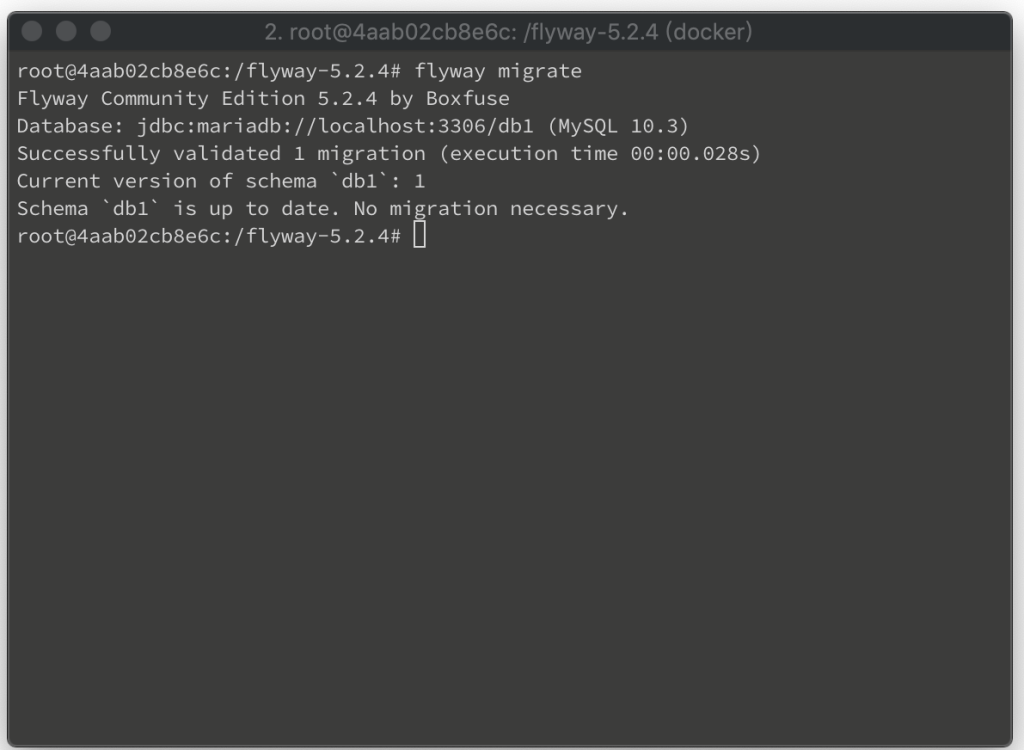 2. root@4aab02cb8e6c: /flyway-5.2.4 (docker)
root@4aab02cb8e6c:/flyway-5.2.4# flyway migrate
Flyway Community Edition 5.2.4 by Boxfuse
Database: jdbc:mariadb://localhost:3306/db1 (MySQL 10.3)
Successfully validated 1 migration (execution time 00:00.028s)
Current version of schema `db1`: 1
Schema `db1` is up to date. No migration necessary.
root@4aab02cb8e6c:/flyway-5.2.4#